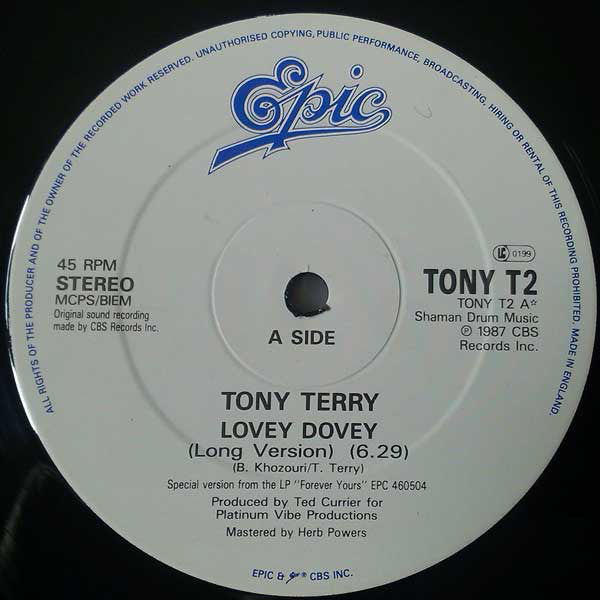 ALL RIGHTS OF THE PRODUCER AND OF THE OWNER OF THE RECORDED WORK RESERVED. UNAUTHORISED COPYING, PUBLIC PERFORMANCE, BROADCASTING, HIRING OR RENTAL OF THIS RECORDING PROHIBITED. MADE IN ENGLAND.
Epic
45 RPM
STEREO
MCPS/BIEM
Original sound recording
made by CBS Records Inc.
LC 0199
TONY T2
TONY T2 A☆
Shaman Drum Music
℗ 1987 CBS
Records Inc.
A SIDE
TONY TERRY
LOVEY DOVEY
(Long Version) (6.29)
(B. Khozouri/T. Terry)
Special version from the LP "Forever Yours" EPC 460504
Produced by Ted Currier for
Platinum Vibe Productions
Mastered by Herb Powers
EPIC & ® CBS INC.